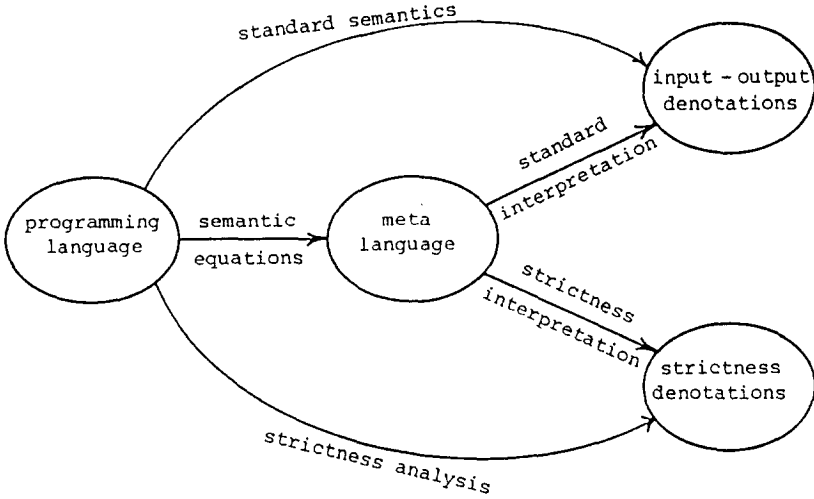 standard semantics
input - output
denotations
standard
interpretation
programming
language
semantic
equations
meta
language
strictness
interpretation
strictness
denotations
strictness analysis